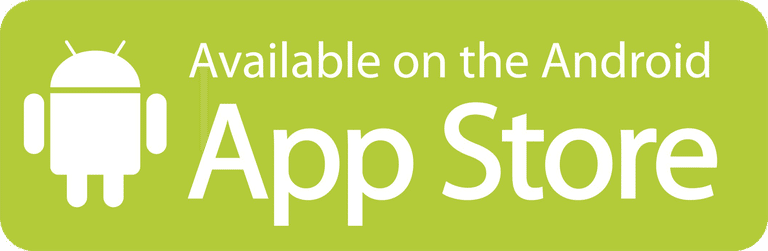 Available on the Android
App Store